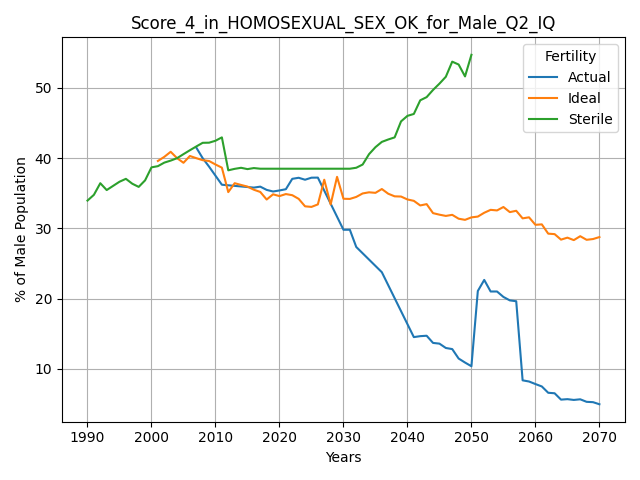 Score_4_in_HOMOSEXUAL_SEX_OK_for_Male_Q2_IQ
Fertility
Actual
Ideal
Sterile
% of Male Population
50
40
30
20
10
1990 2000 2010 2020 2030 2040 2050 2060 2070
Years